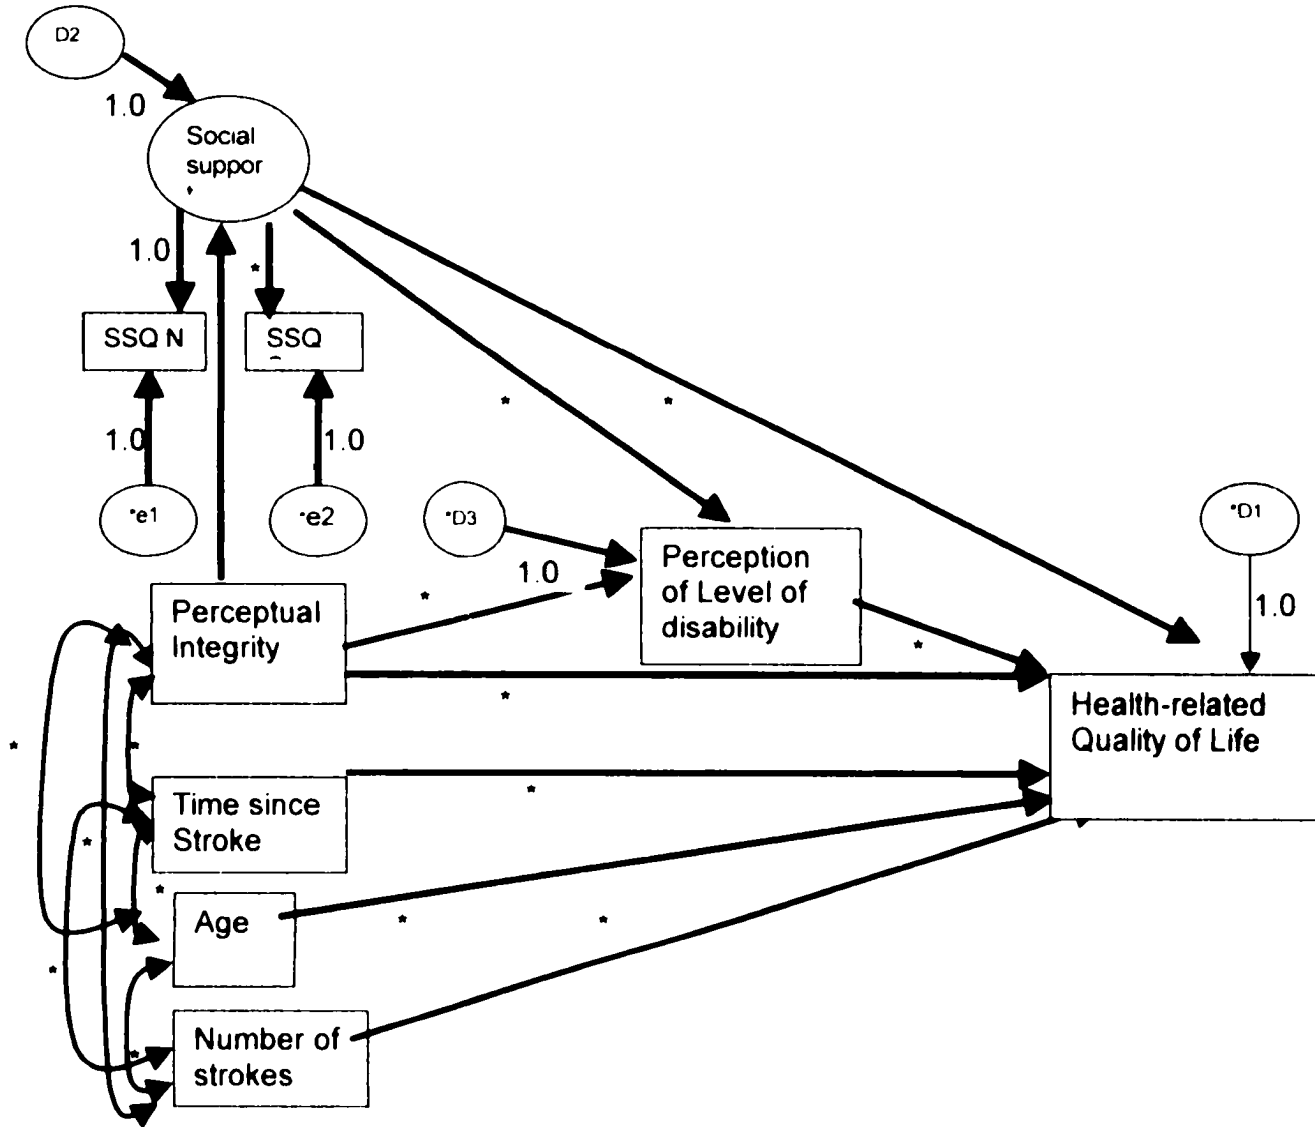 D2
1.0
Social
suppor
1.0
*
SSQ N
SSQ
1.0
1.0
*
*
*e1
*e2
*D3
*D1
1.0
Perception
of Level of
disability
1.0
*
*
Perceptual
Integrity
*
Health-related
Quality of Life
*
*
Time since
Stroke
*
*
*
Age
*
*
*
Number of
strokes
*